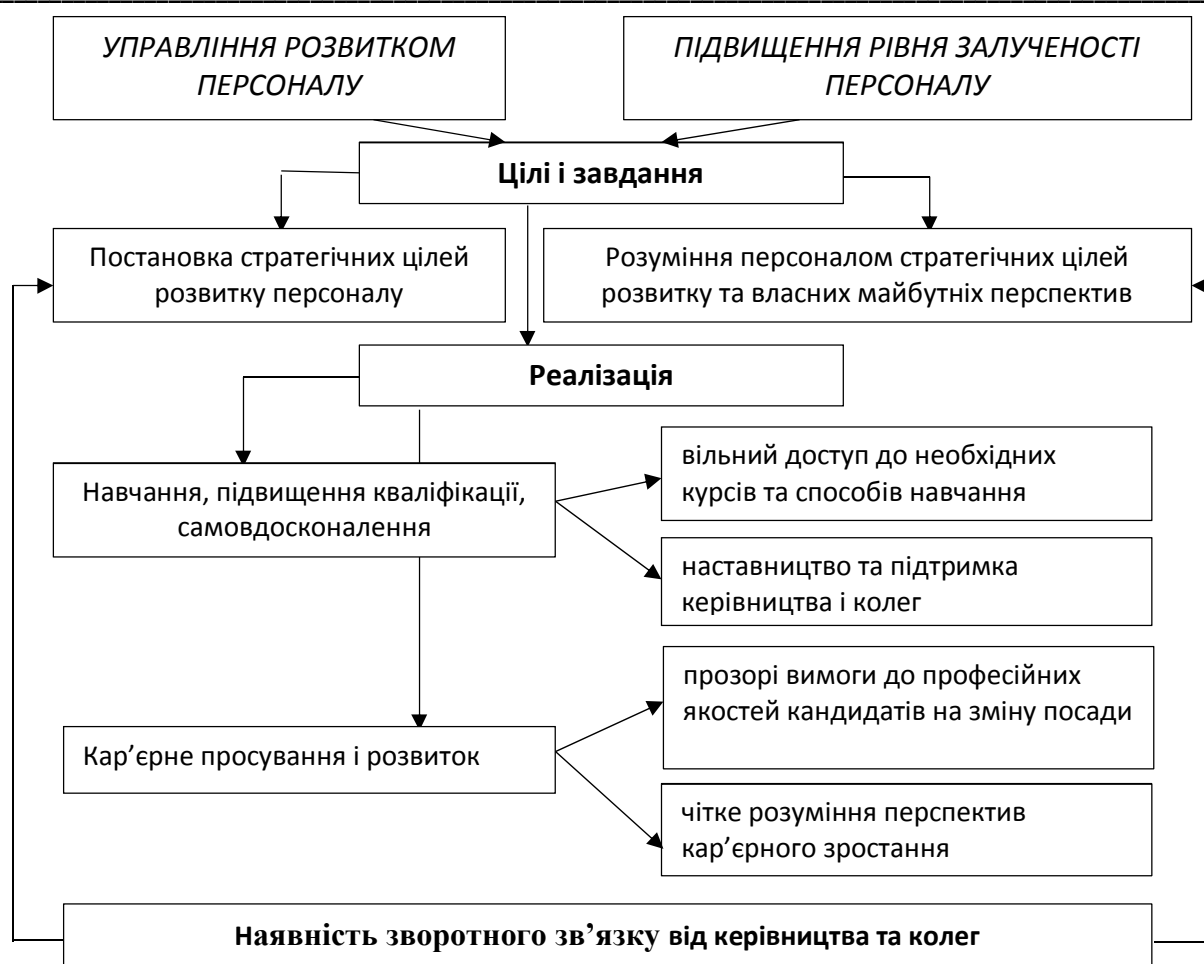 УПРАВЛІННЯ РОЗВИТКОМ
ПЕРСОНАЛУ
ПІДВИЩЕННЯ РІВНЯ ЗАЛУЧЕНОСТІ
ПЕРСОНАЛУ
Цілі і завдання
Постановка стратегічних цілей
розвитку персоналу
Розуміння персоналом стратегічних цілей
розвитку та власних майбутніх перспектив
Реалізація
Навчання, підвищення кваліфікації,
самовдосконалення
вільний доступ до необхідних
курсів та способів навчання
наставництво та підтримка
керівництва і колег
Кар’єрне просування і розвиток
прозорі вимоги до професійних
якостей кандидатів на зміну посади
чітке розуміння перспектив
кар’єрного зростання
Наявність зворотного зв’язку від керівництва та колег